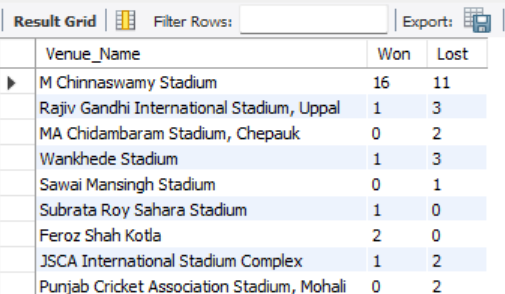 Result Grid Filter Rows: Export:
Venue_Name Won Lost
M Chinnaswamy Stadium 16 11
Rajiv Gandhi International Stadium, Uppal 1 3
MA Chidambaram Stadium, Chepauk 0 2
Wankhede Stadium 1 3
Sawai Mansingh Stadium 0 1
Subrata Roy Sahara Stadium 1 0
Feroz Shah Kotla 2 0
JSCA International Stadium Complex 1 2
Punjab Cricket Association Stadium, Mohali 0 2